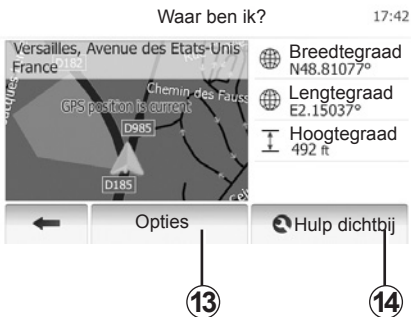 Waar ben ik?
17:42
Versailles, Avenue des Etats-Unis
France
D182
Chemin des Fauss
GPS position is current
D985
D185
Breedtegraad
N48.81077°
Lengtegraad
E2.15037°
Hoogtegraad
492 ft
Opties
Hulp dichtbij
13
14